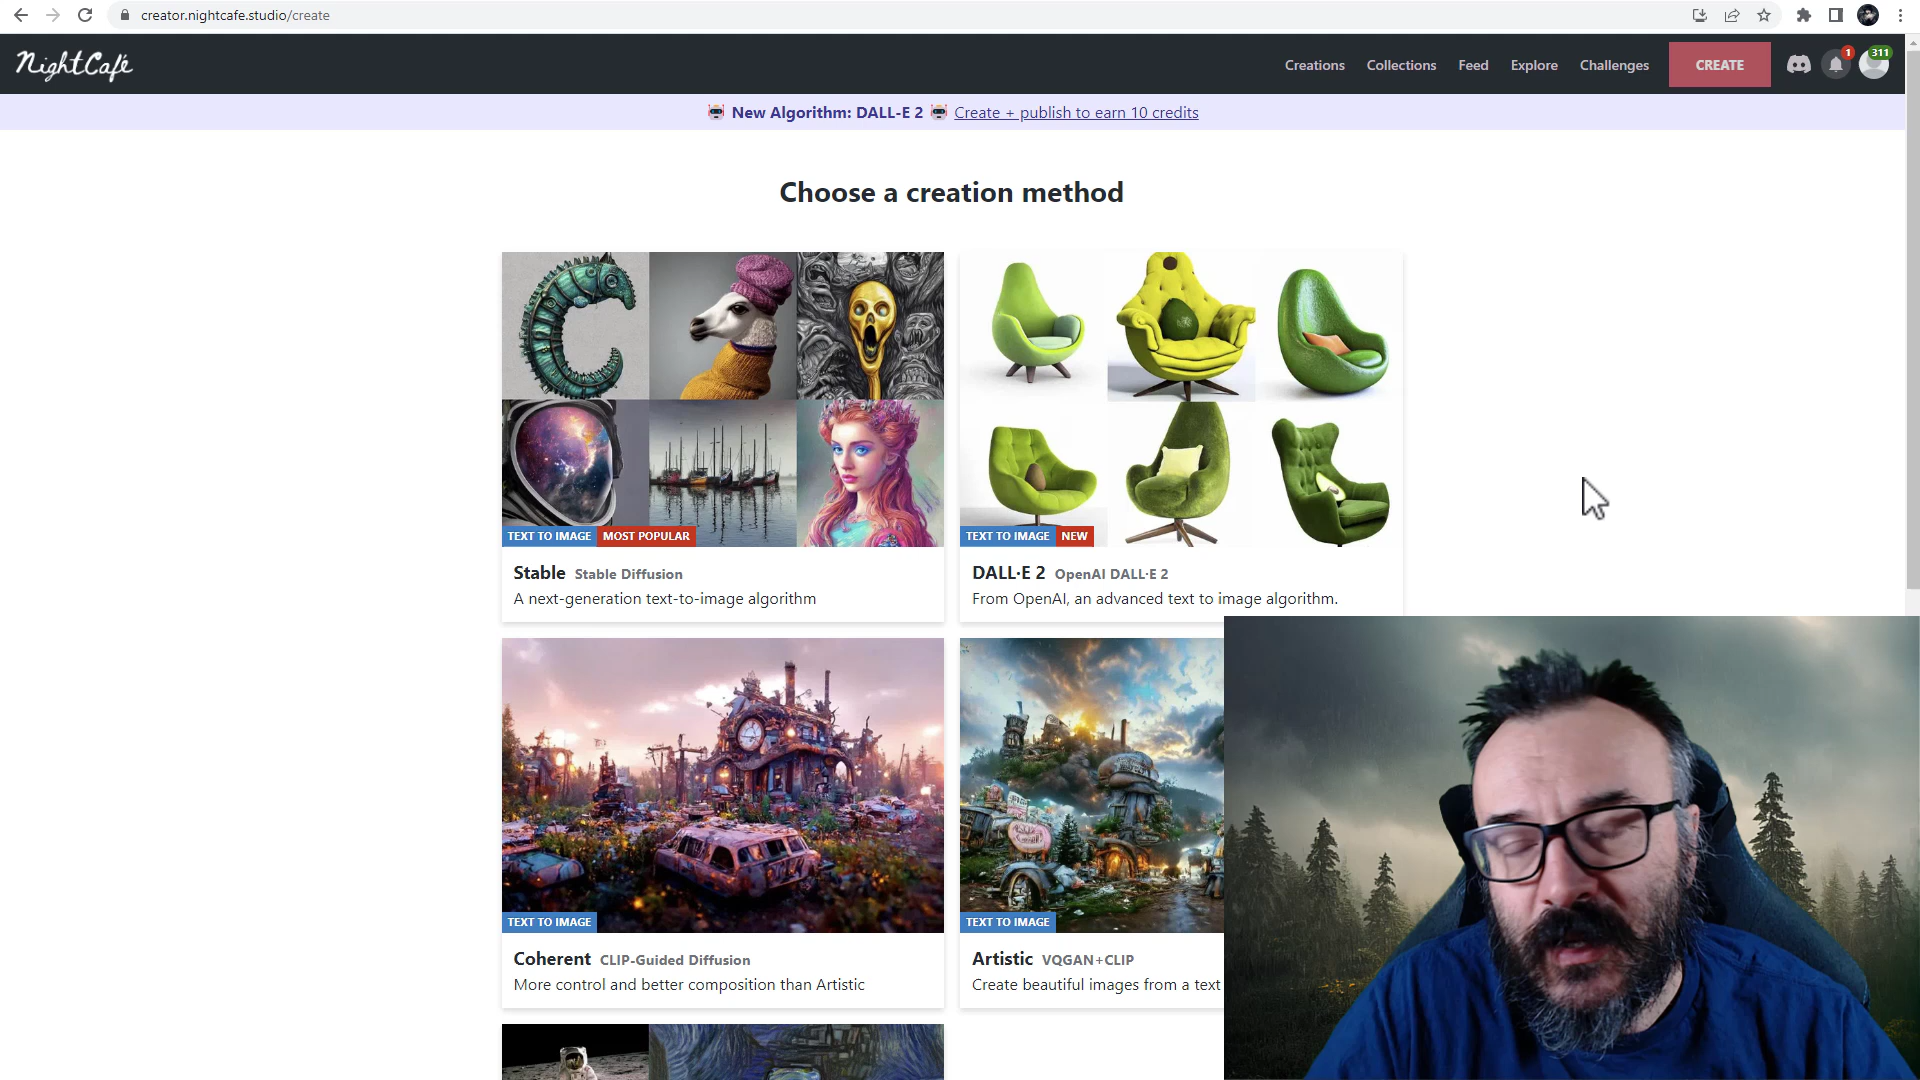 creator.nightcafe.studio/create
NightCafé
Creations
Collections
Feed
Explore
Challenges
CREATE
1
311
New Algorithm: DALL-E 2 Create + publish to earn 10 credits
Choose a creation method
TEXT TO IMAGE MOST POPULAR
Stable Stable Diffusion
A next-generation text-to-image algorithm
TEXT TO IMAGE NEW
DALL·E 2 OpenAI DALL·E 2
From OpenAI, an advanced text to image algorithm.
TEXT TO IMAGE
Coherent CLIP-Guided Diffusion
More control and better composition than Artistic
TEXT TO IMAGE
Artistic VQGAN+CLIP
Create beautiful images from a text